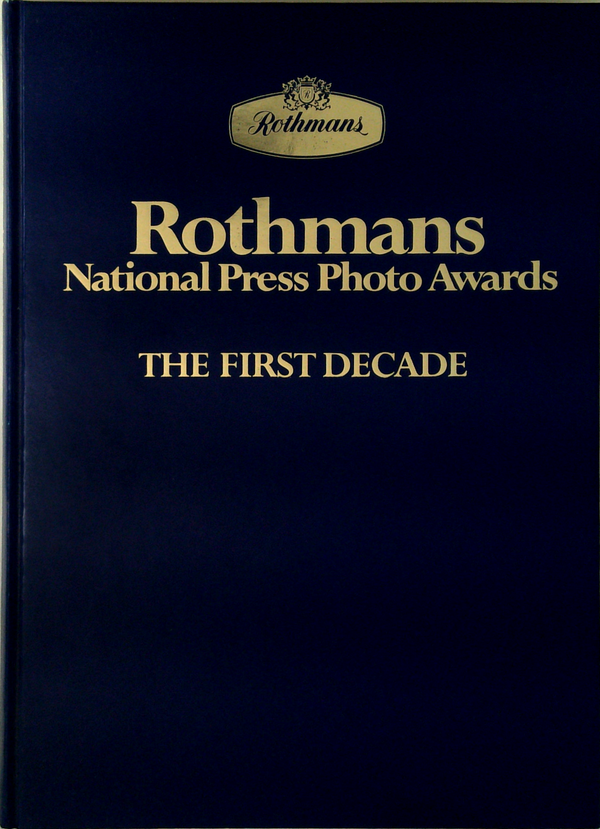 Rothmans
Rothmans
National Press Photo Awards
THE FIRST DECADE